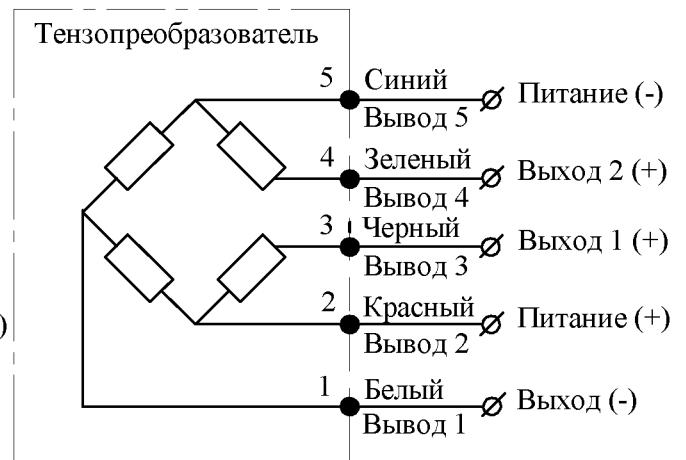 Тензопреобразователь
5 Синий
Питание (-)
Вывод 5
4 Зеленый
Выход 2 (+)
Вывод 4
3 Черный
Выход 1 (+)
Вывод 3
2 Красный
Питание (+)
)
Вывод 2
1 Белый
Выход (-)
Вывод 1